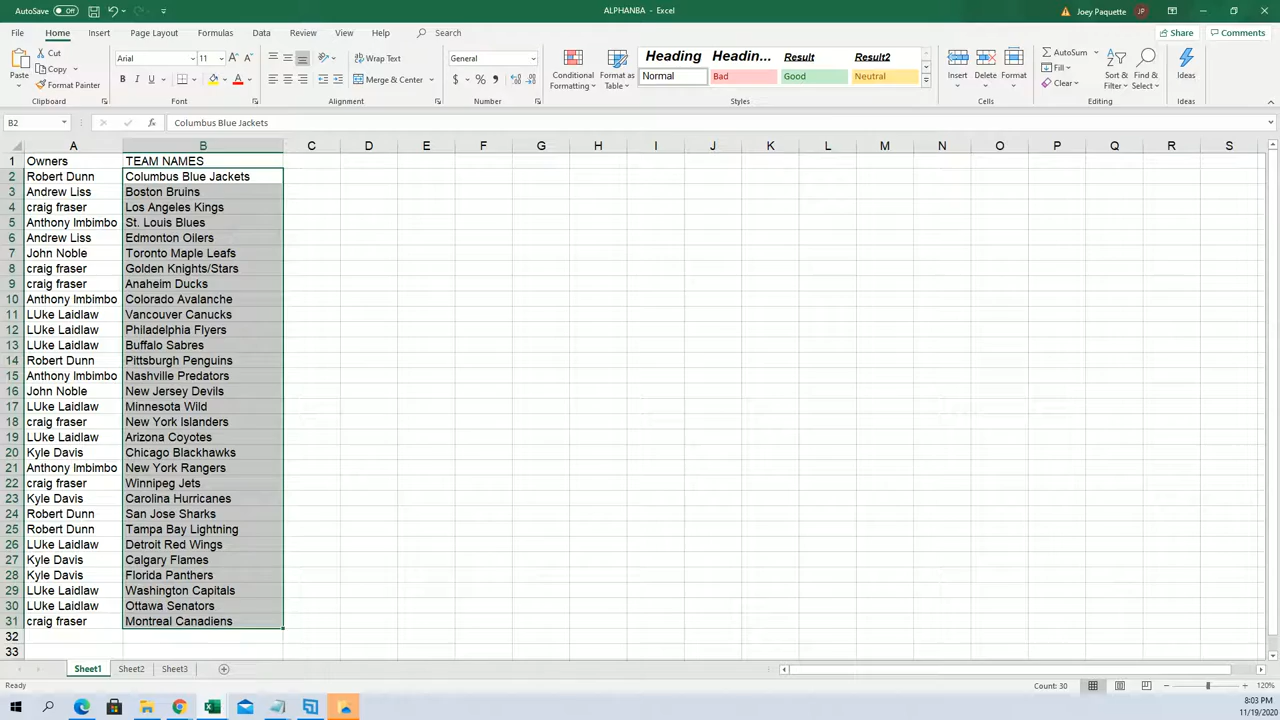 AutoSave Off ALPHANBA - Excel Joey Paquette JP
File Home Insert Page Layout Formulas Data Review View Help Search Share Comments
Cut Arial 11 Wrap Text General Heading Headin... Result Result2 AutoSum
Copy Fill
Paste Format Painter B I U Merge & Center $ % Conditional Formatting Format as Table Normal Bad Good Neutral Insert Delete Format Clear Sort & Filter Find & Select Ideas
Clipboard Font Alignment Number Styles Cells Editing Ideas
B2 fx Columbus Blue Jackets
A B C D E F G H I J K L M N O P Q R S
1 Owners TEAM NAMES
2 Robert Dunn Columbus Blue Jackets
3 Andrew Liss Boston Bruins
4 craig fraser Los Angeles Kings
5 Anthony Imbimbo St. Louis Blues
6 Andrew Liss Edmonton Oilers
7 John Noble Toronto Maple Leafs
8 craig fraser Golden Knights/Stars
9 craig fraser Anaheim Ducks
10 Anthony Imbimbo Colorado Avalanche
11 LUke Laidlaw Vancouver Canucks
12 LUke Laidlaw Philadelphia Flyers
13 LUke Laidlaw Buffalo Sabres
14 Robert Dunn Pittsburgh Penguins
15 Anthony Imbimbo Nashville Predators
16 John Noble New Jersey Devils
17 LUke Laidlaw Minnesota Wild
18 craig fraser New York Islanders
19 LUke Laidlaw Arizona Coyotes
20 Kyle Davis Chicago Blackhawks
21 Anthony Imbimbo New York Rangers
22 craig fraser Winnipeg Jets
23 Kyle Davis Carolina Hurricanes
24 Robert Dunn San Jose Sharks
25 Robert Dunn Tampa Bay Lightning
26 LUke Laidlaw Detroit Red Wings
27 Kyle Davis Calgary Flames
28 Kyle Davis Florida Panthers
29 LUke Laidlaw Washington Capitals
30 LUke Laidlaw Ottawa Senators
31 craig fraser Montreal Canadiens
32
33
Sheet1 Sheet2 Sheet3
Ready Count: 30 120%
8:03 PM
11/19/2020